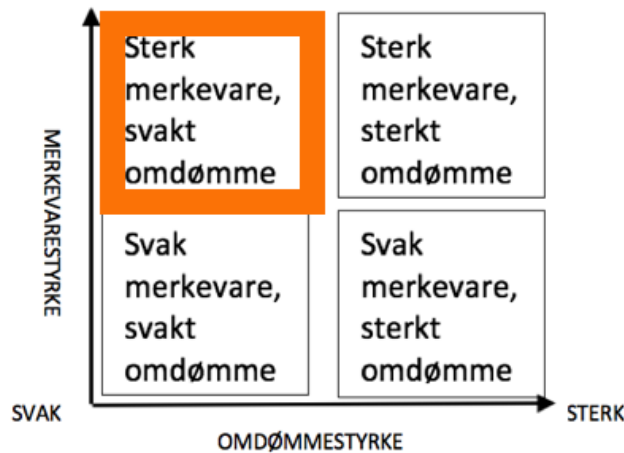 Sterk
merkevare,
svakt
omdømme
Sterk
merkevare,
sterkt
omdømme
MERKEVARESTYRKE
Svak
merkevare,
svakt
omdømme
Svak
merkevare,
sterkt
omdømme
SVAK
STERK
OMDØMMESTYRKE